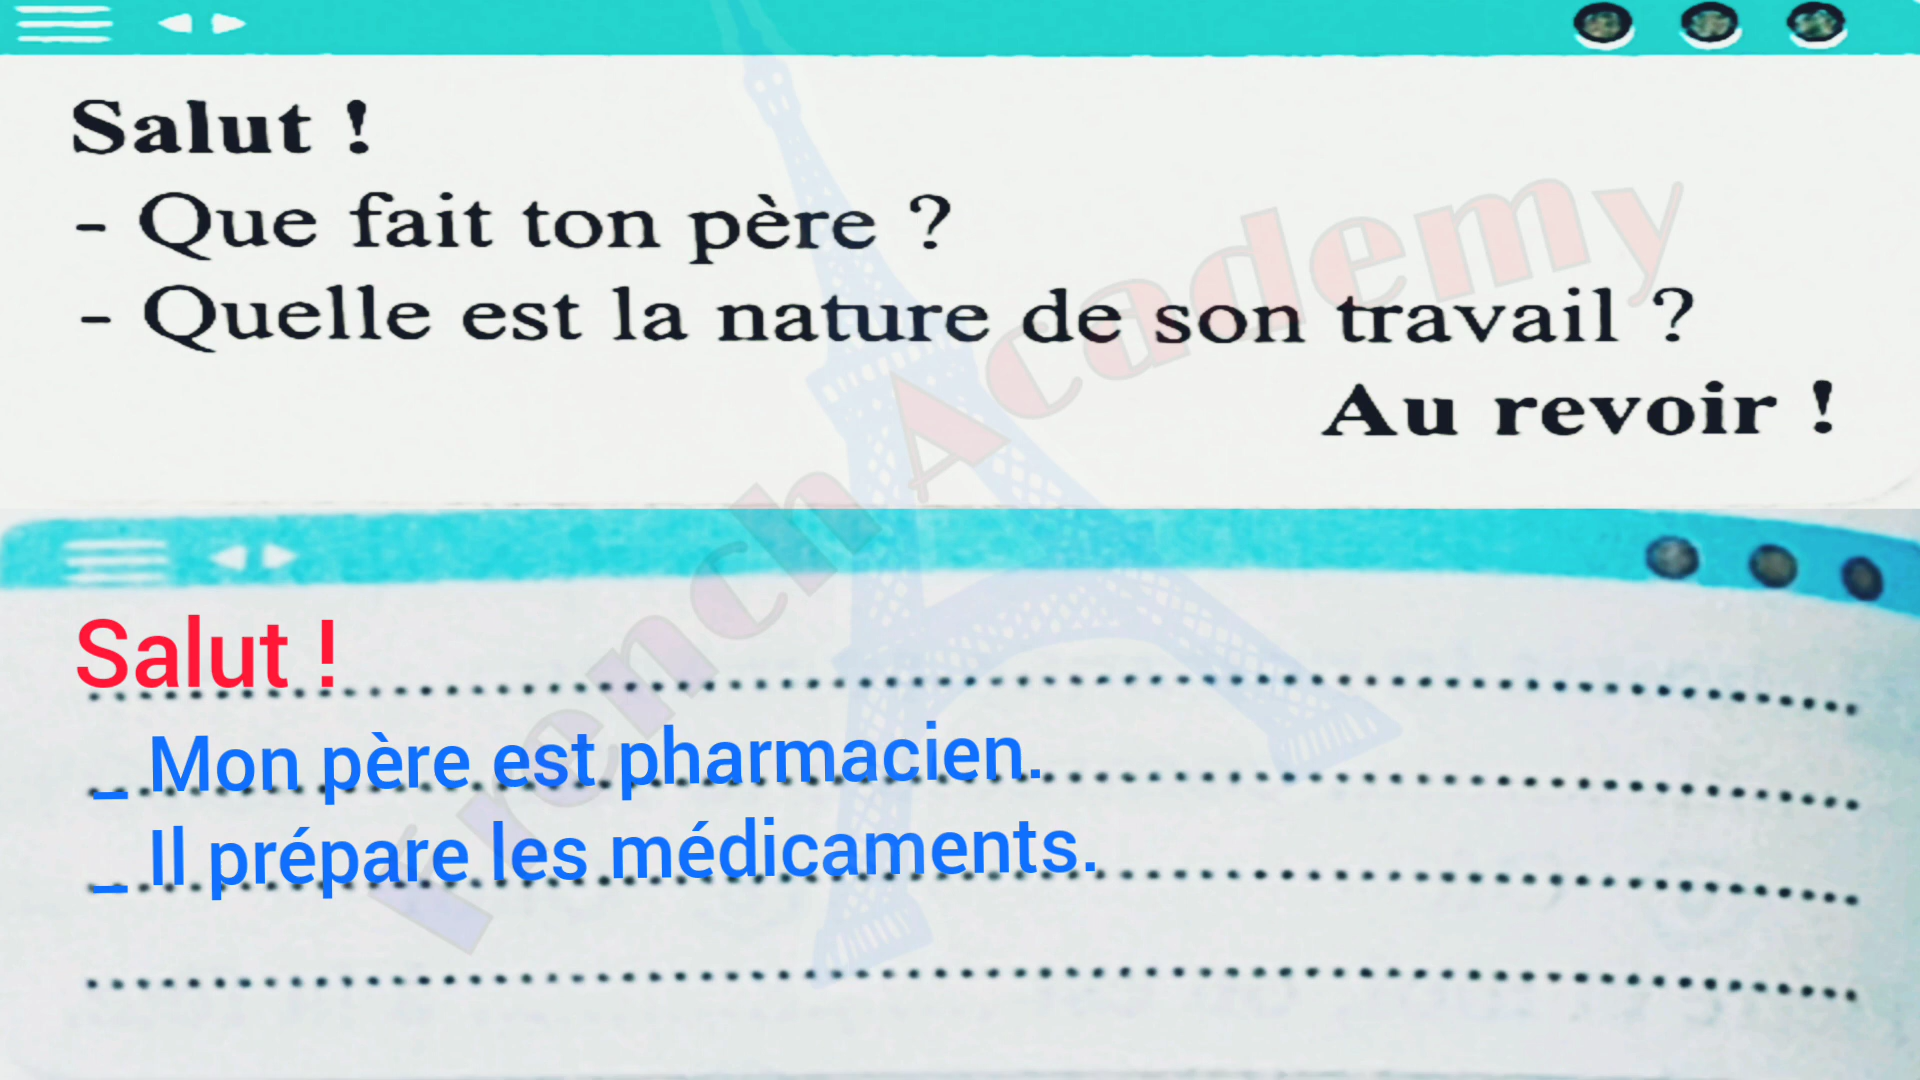 Salut !
- Que fait ton père ?
- Quelle est la nature de son travail ?
Au revoir !
French Academy
Salut !
_ Mon père est pharmacien.
_ Il prépare les médicaments.